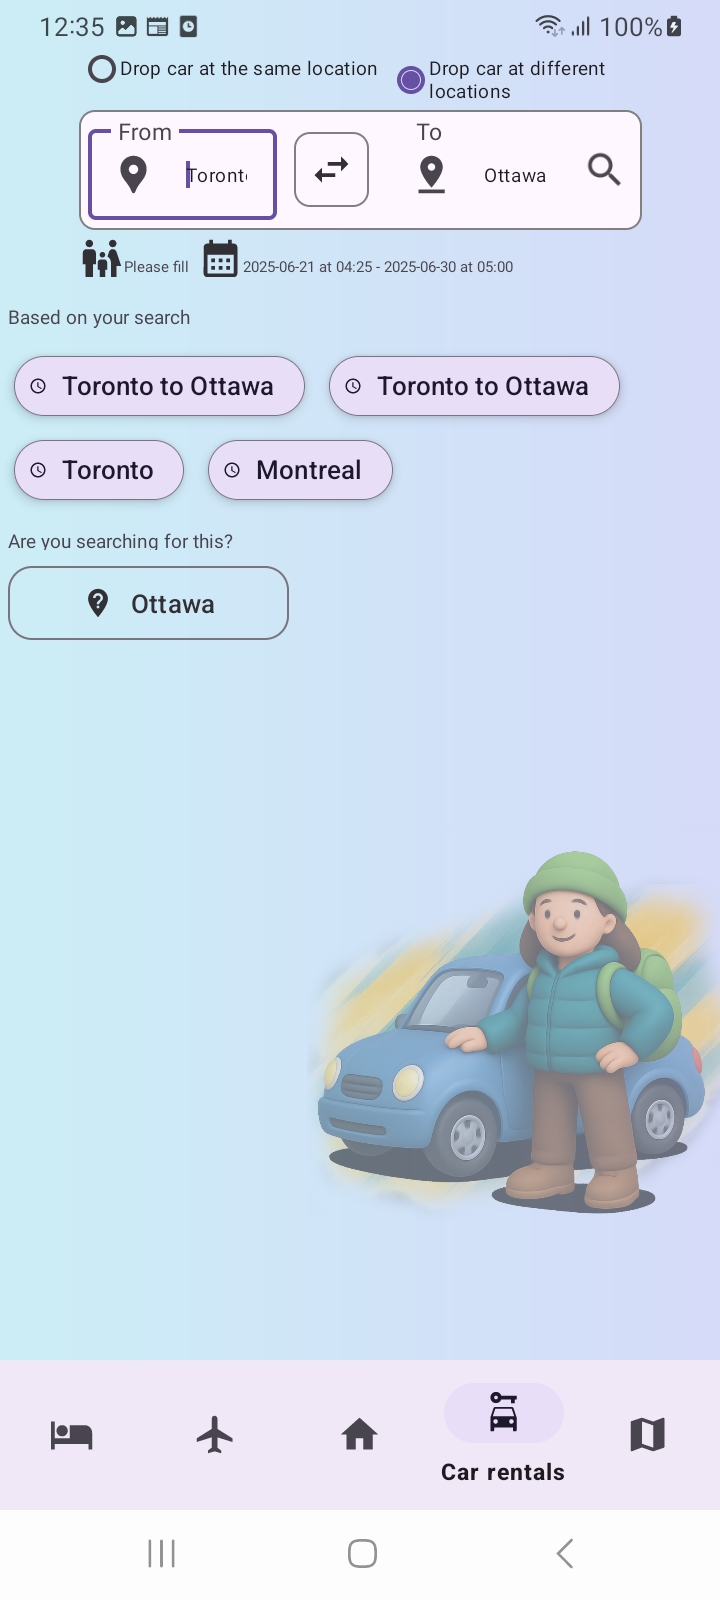 12:35
100%
Drop car at the same location
Drop car at different
locations
From
To
Toronto
Ottawa
Please fill
2025-06-21 at 04:25 - 2025-06-30 at 05:00
Based on your search
Toronto to Ottawa
Toronto to Ottawa
Toronto
Montreal
Are you searching for this?
Ottawa
Car rentals